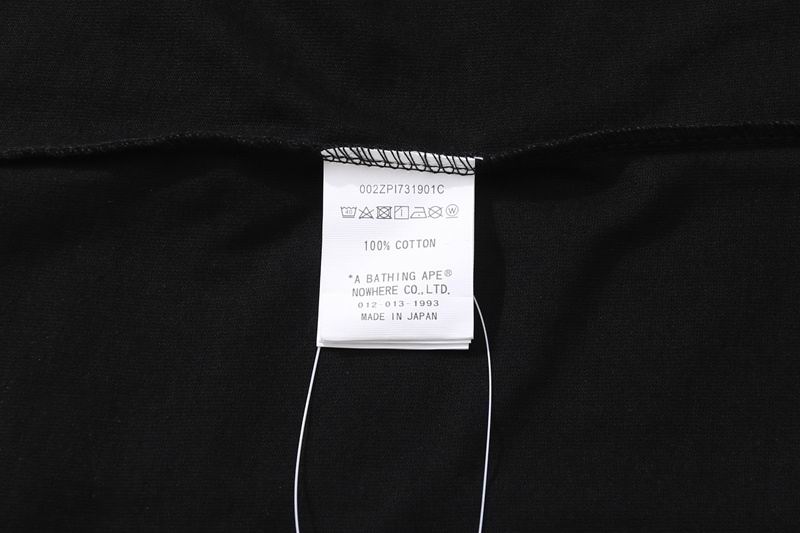 002ZPI731901C
100% COTTON
*A BATHING APE®
NOWHERE CO.,LTD.
012-013-1993
MADE IN JAPAN